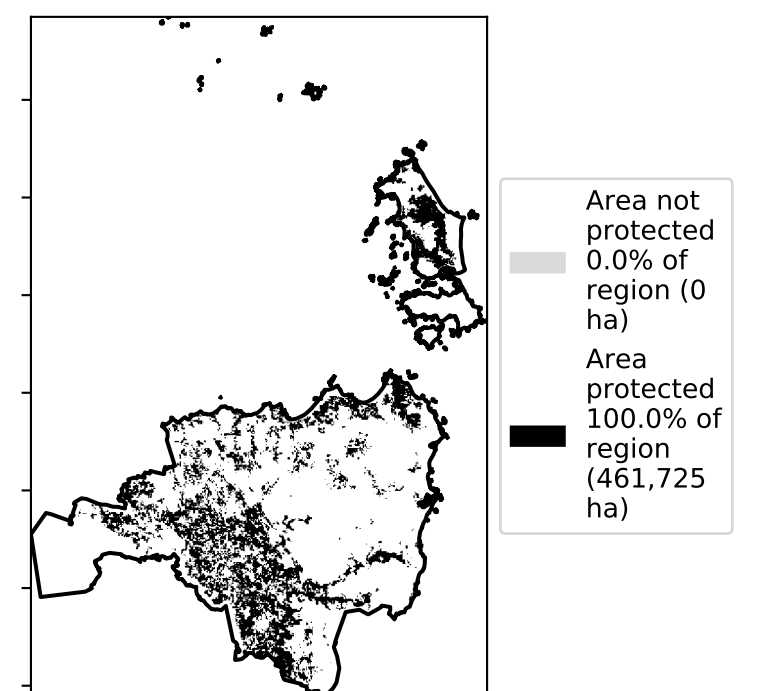 Area not
protected
0.0% of
region (0
ha)
Area
protected
100.0% of
region
(461,725
ha)